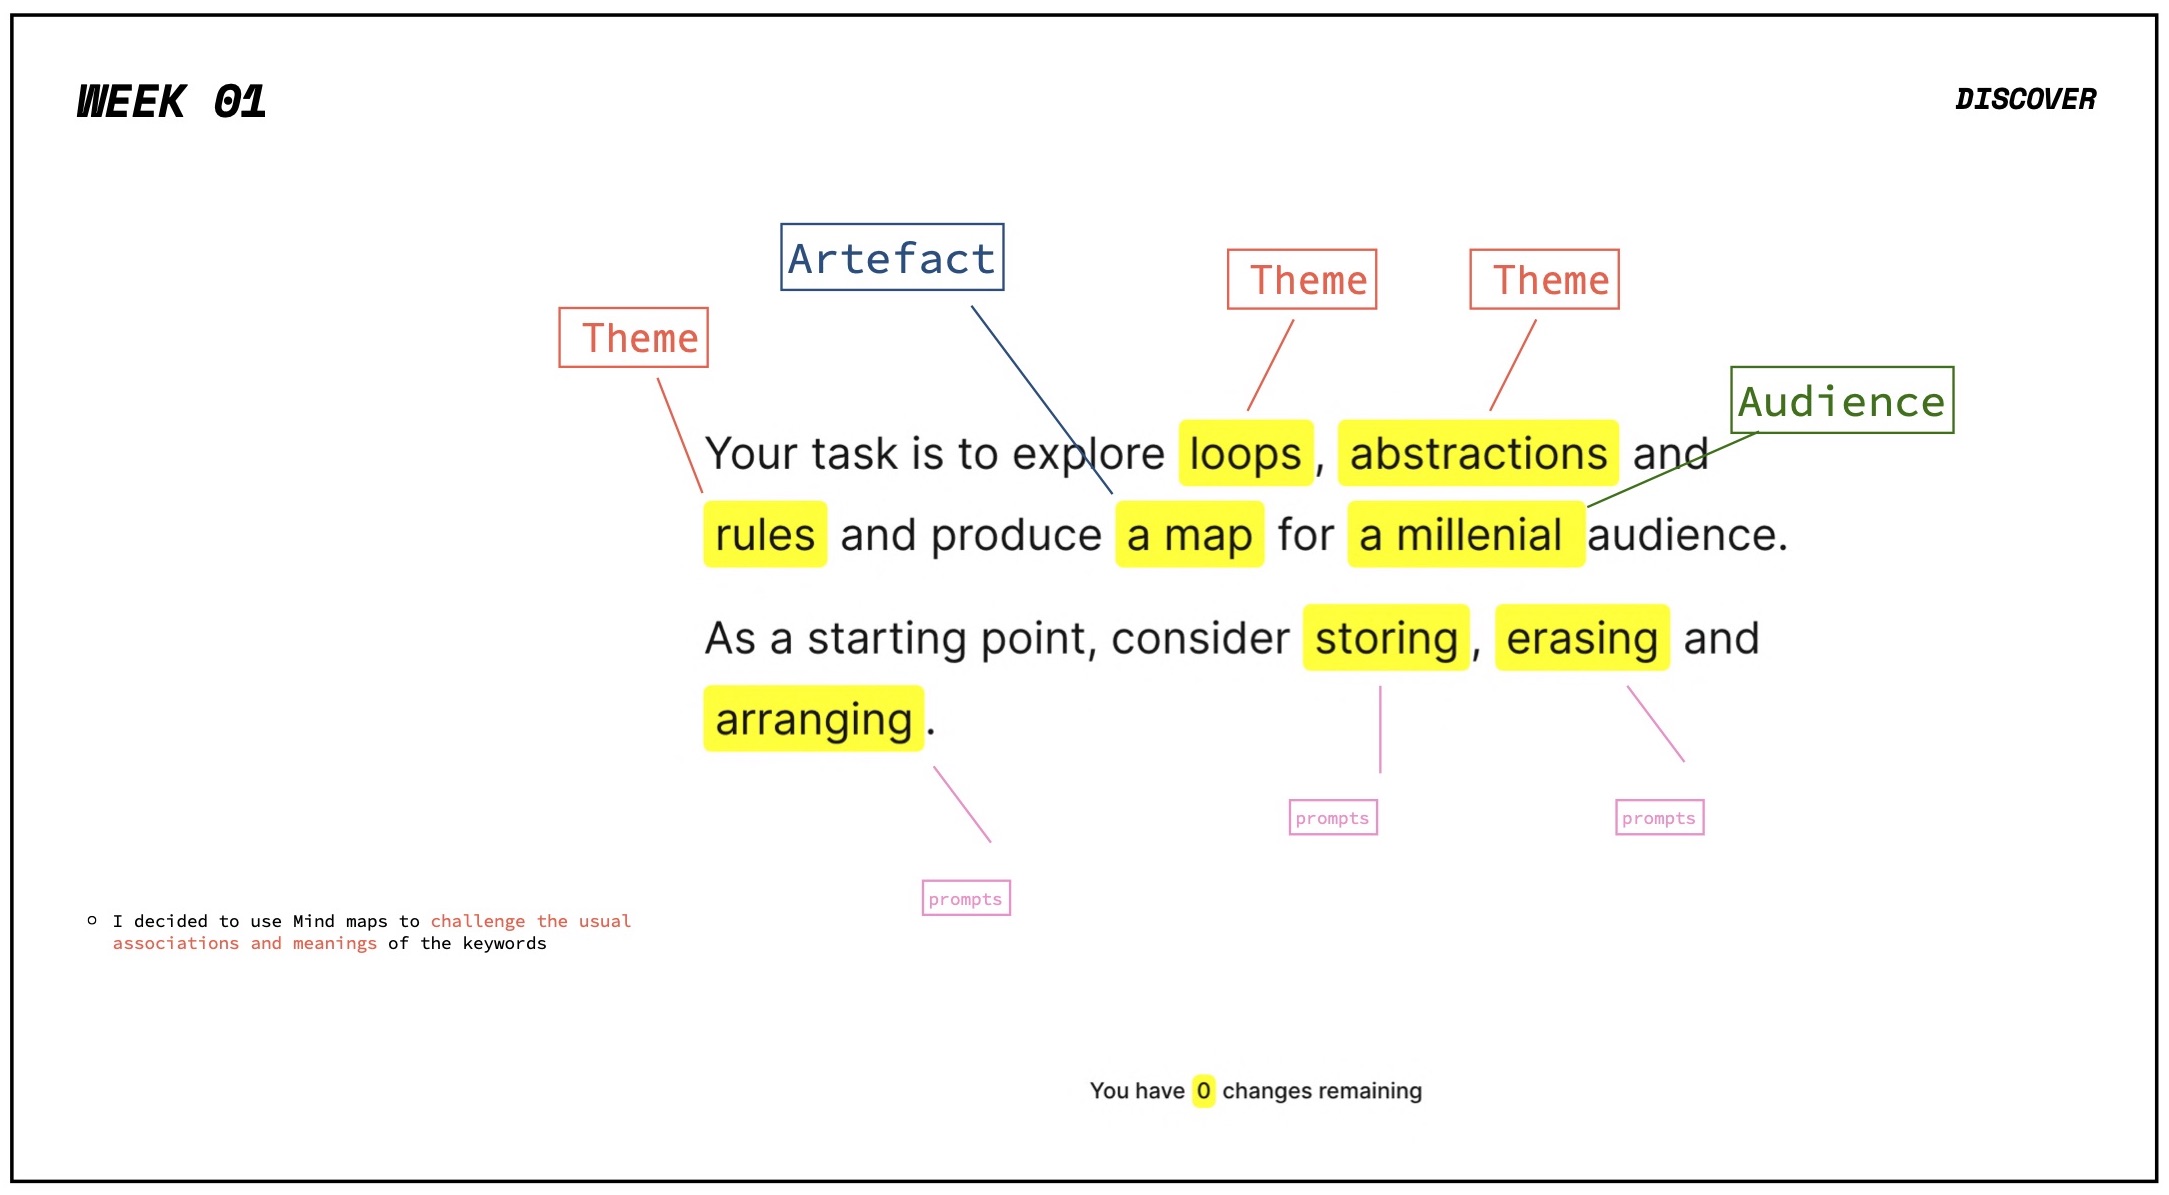 WEEK 01
DISCOVER
Artefact
Theme
Theme
Theme
Audience
Your task is to explore loops, abstractions and
rules and produce a map for a millenial audience.
As a starting point, consider storing, erasing and
arranging.
prompts
prompts
prompts
○ I decided to use Mind maps to challenge the usual
associations and meanings of the keywords
You have 0 changes remaining